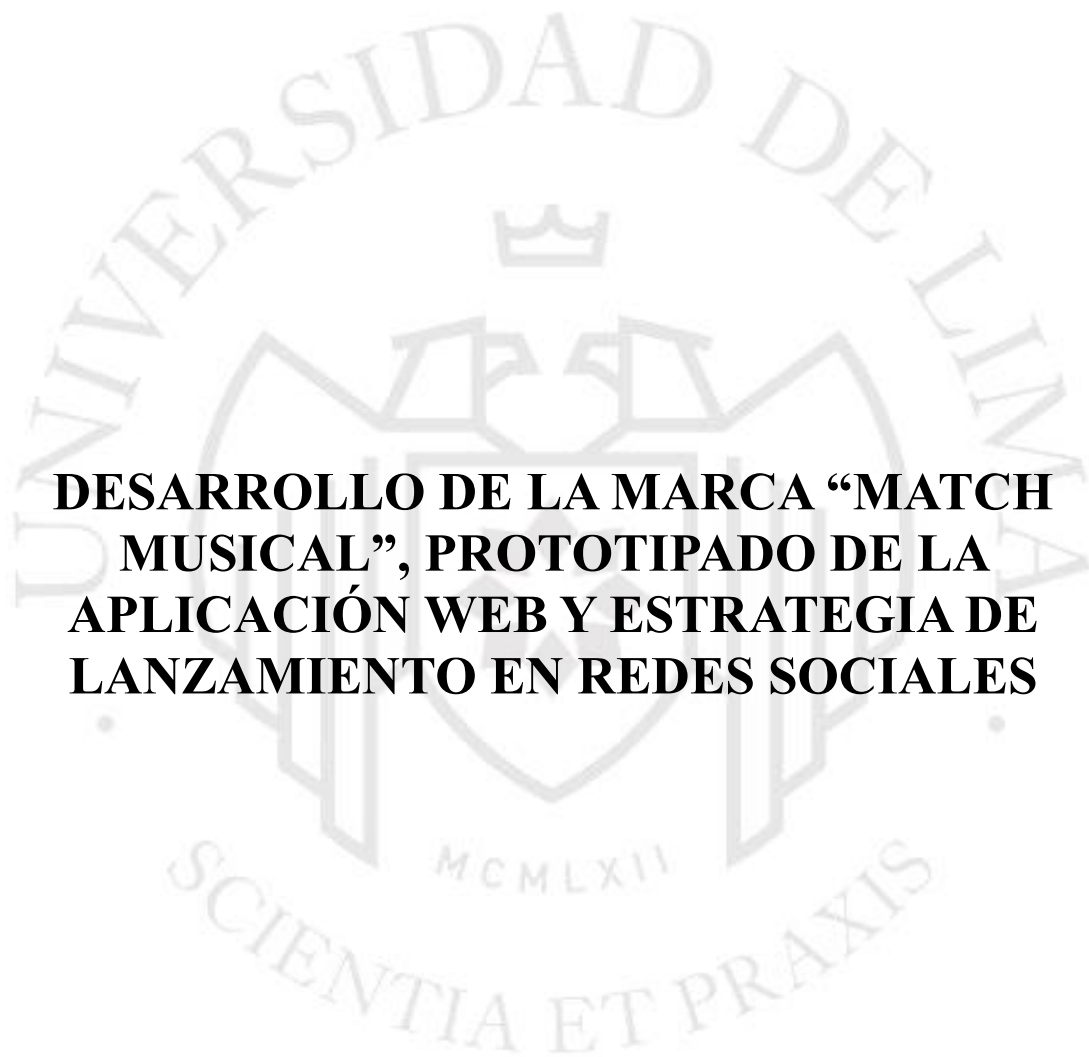 UNIVERSIDAD DE LIMA
DESARROLLO DE LA MARCA “MATCH
MUSICAL”, PROTOTIPADO DE LA
APLICACIÓN WEB Y ESTRATEGIA DE
LANZAMIENTO EN REDES SOCIALES
MCMLXII
SCIENTIA ET PRAXIS